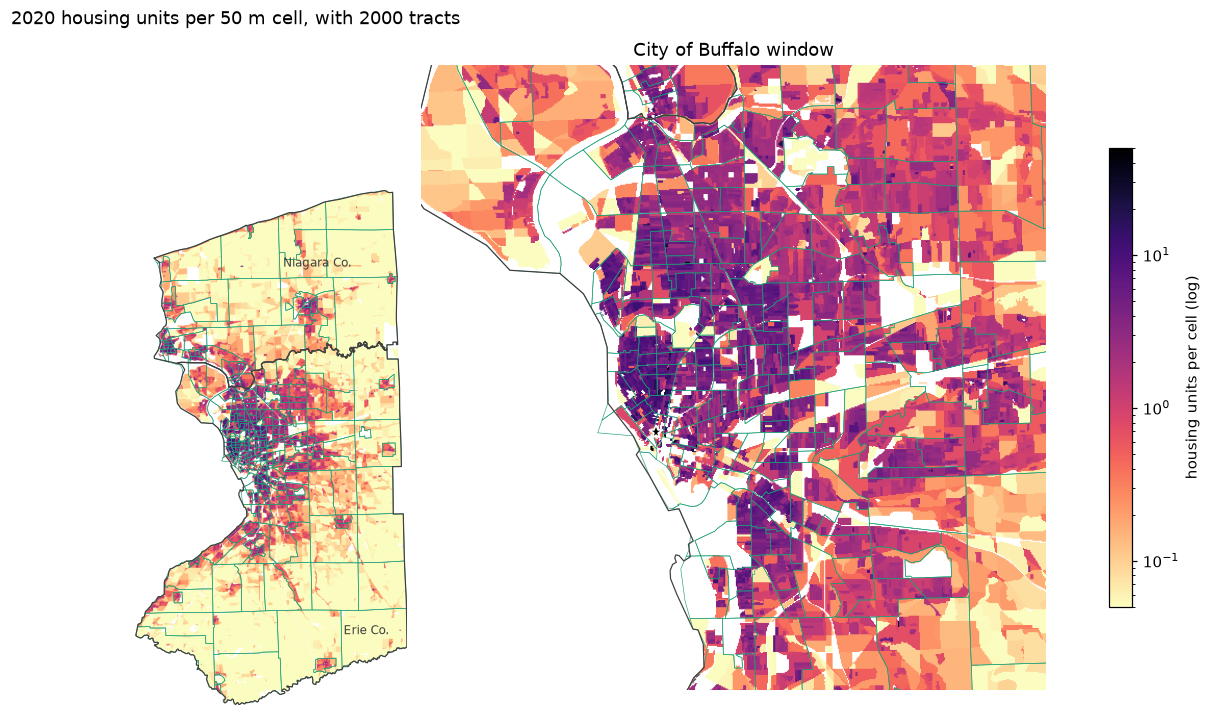 2020 housing units per 50 m cell, with 2000 tracts
City of Buffalo window
Niagara Co.
Erie Co.
10¹
10⁰
10⁻¹
housing units per cell (log)